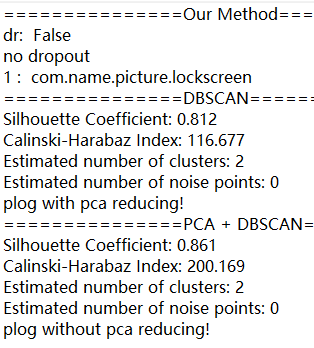 ===============Our Method===
dr:  False
no dropout
1 :  com.name.picture.lockscreen
===============DBSCAN======
Silhouette Coefficient: 0.812
Calinski-Harabaz Index: 116.677
Estimated number of clusters: 2
Estimated number of noise points: 0
plog with pca reducing!
===============PCA + DBSCAN=
Silhouette Coefficient: 0.861
Calinski-Harabaz Index: 200.169
Estimated number of clusters: 2
Estimated number of noise points: 0
plog without pca reducing!